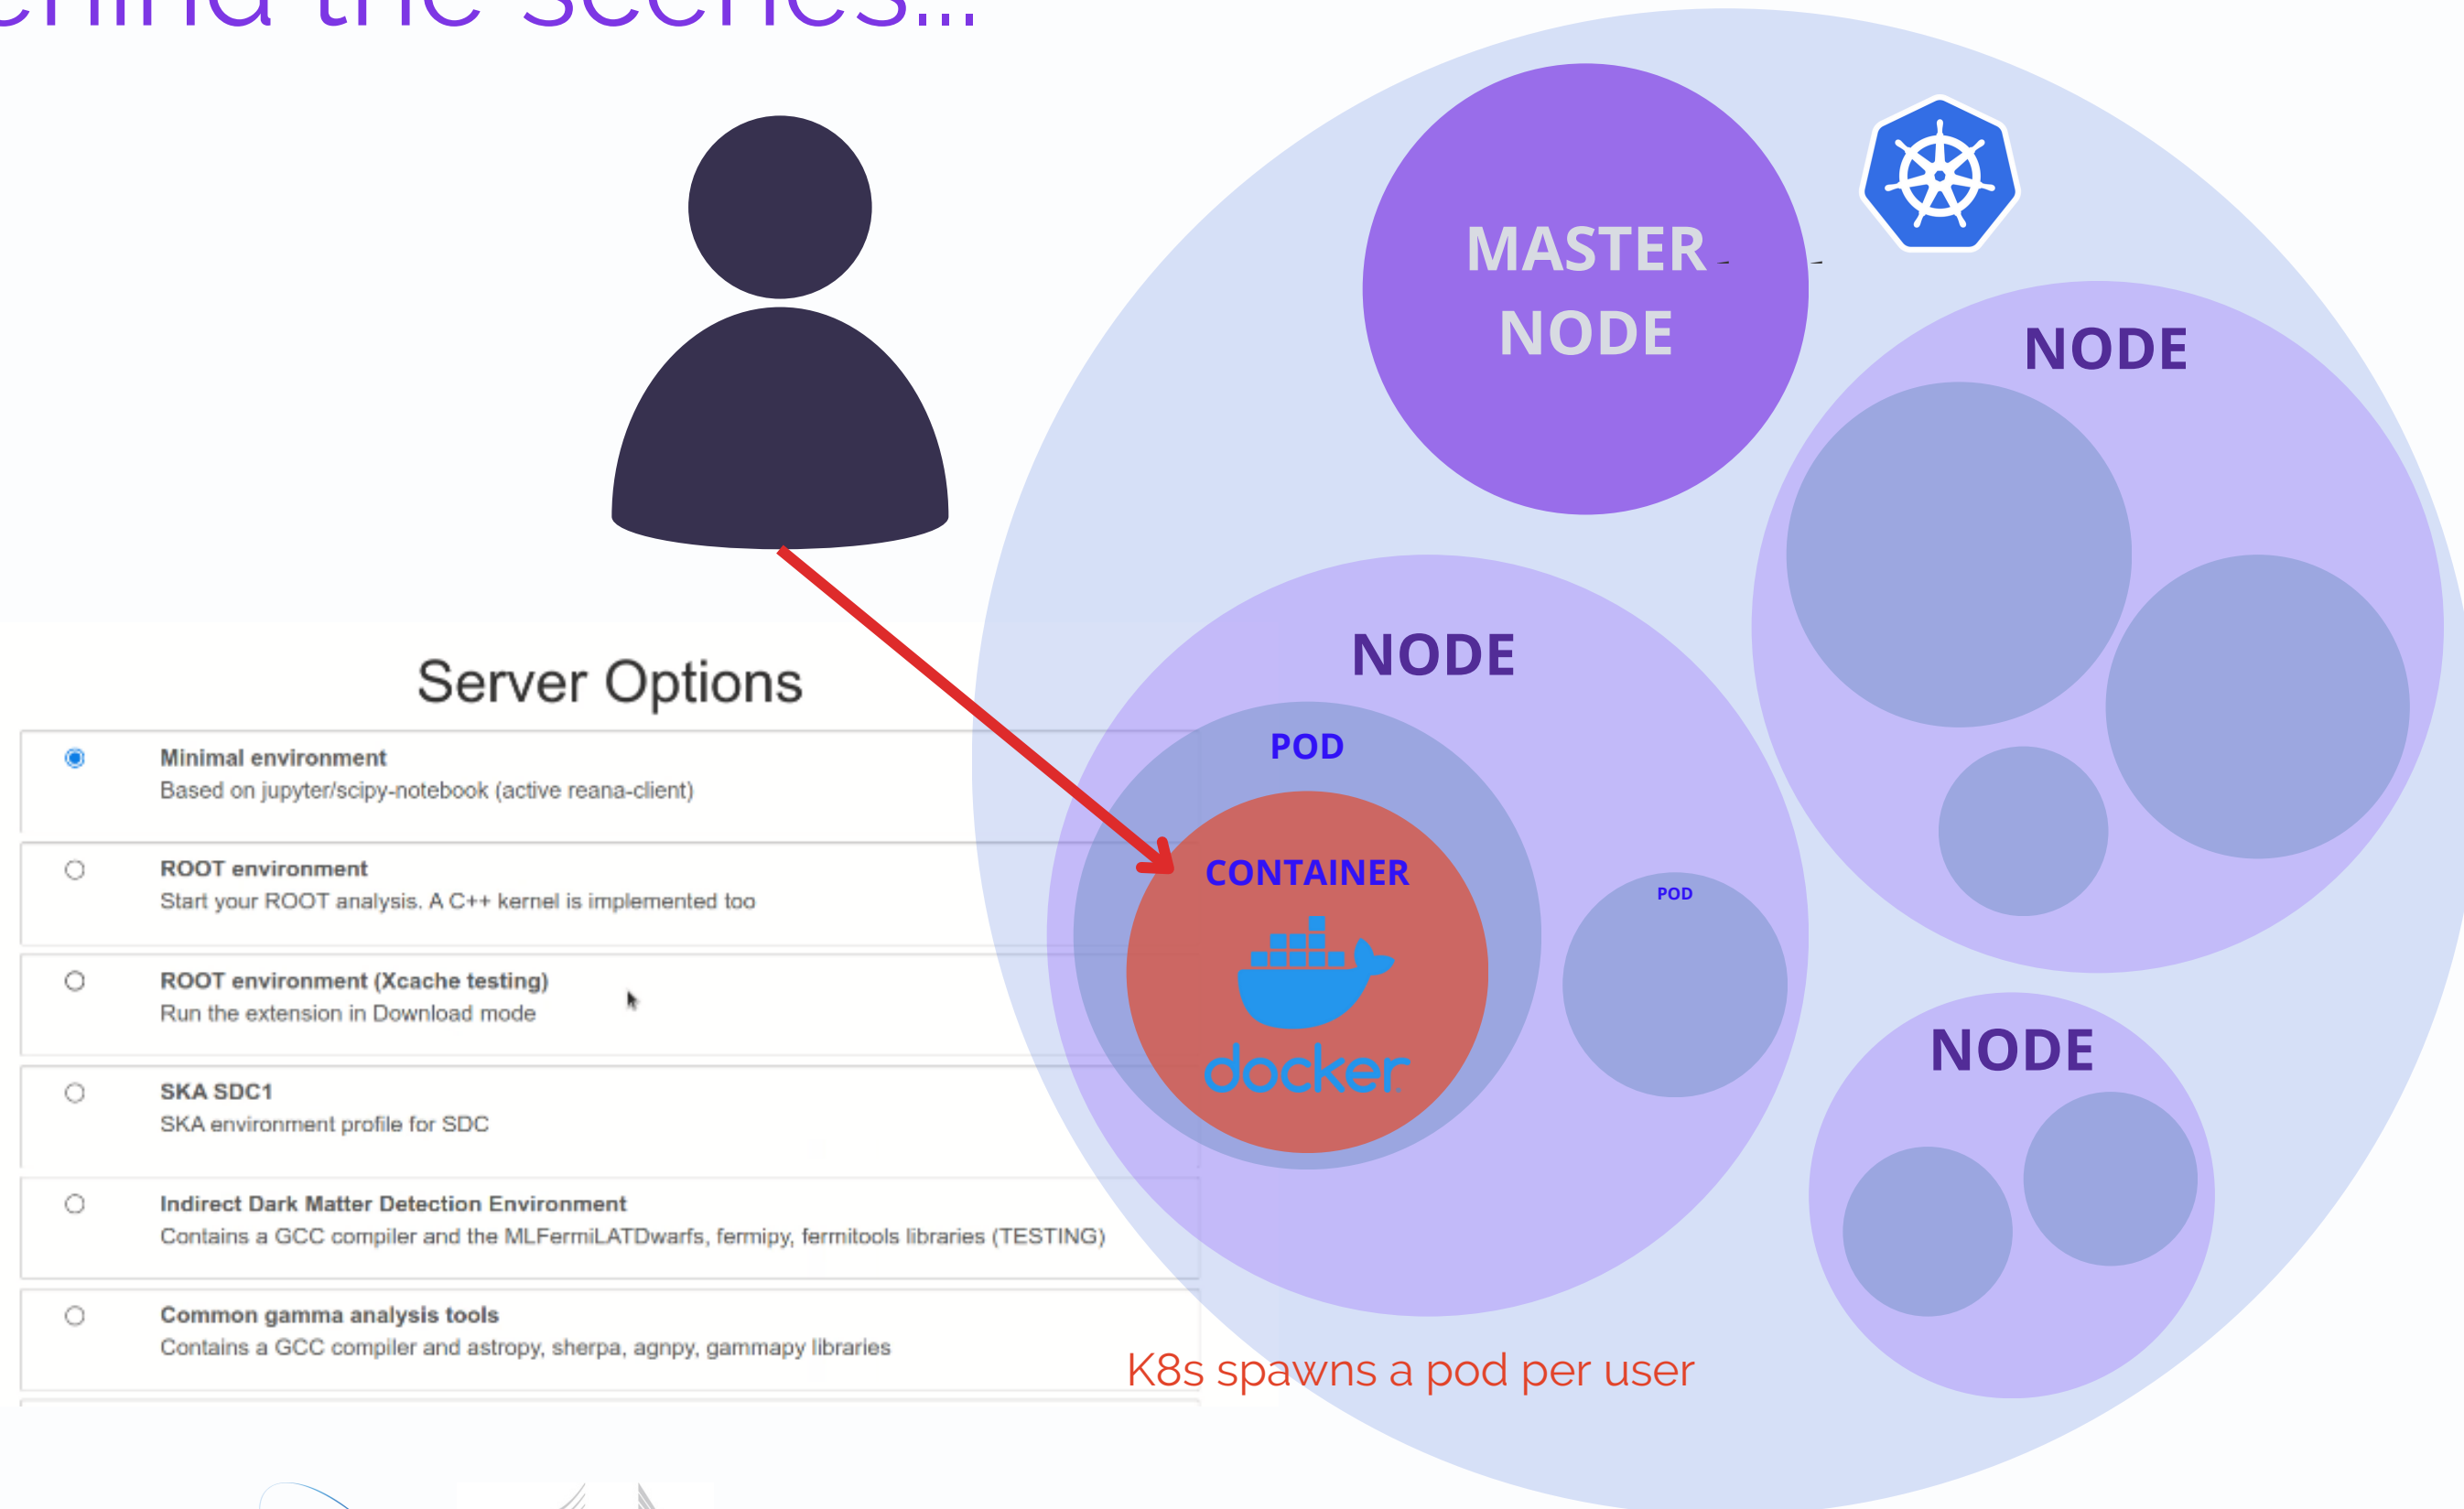 the scenes...
MASTER
NODE
NODE
NODE
POD
CONTAINER
docker
POD
NODE
Server Options
Minimal environment
Based on jupyter/scipy-notebook (active reana-client)
ROOT environment
Start your ROOT analysis. A C++ kernel is implemented too
ROOT environment (Xcache testing)
Run the extension in Download mode
SKA SDC1
SKA environment profile for SDC
Indirect Dark Matter Detection Environment
Contains a GCC compiler and the MLFermiLATDwarfs, fermipy, fermitools libraries (TESTING)
Common gamma analysis tools
Contains a GCC compiler and astropy, sherpa, agnpy, gammapy libraries
K8s spawns a pod per user